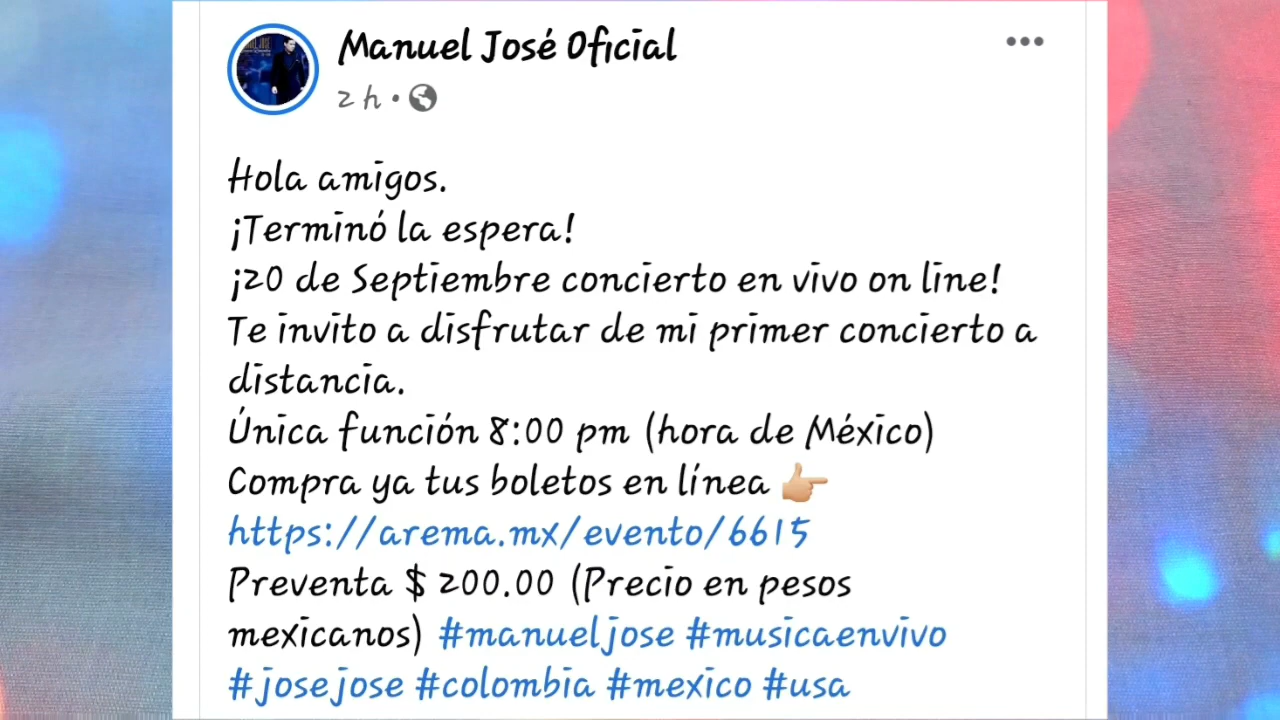 Manuel José Oficial
2 h
Hola amigos.
¡Terminó la espera!
¡20 de Septiembre concierto en vivo on line!
Te invito a disfrutar de mi primer concierto a
distancia.
Única función 8:00 pm (hora de México)
Compra ya tus boletos en línea 👉🏼
https://arema.mx/evento/6615
Preventa $ 200.00 (Precio en pesos
mexicanos) #manueljose #musicaenvivo
#josejose #colombia #mexico #usa